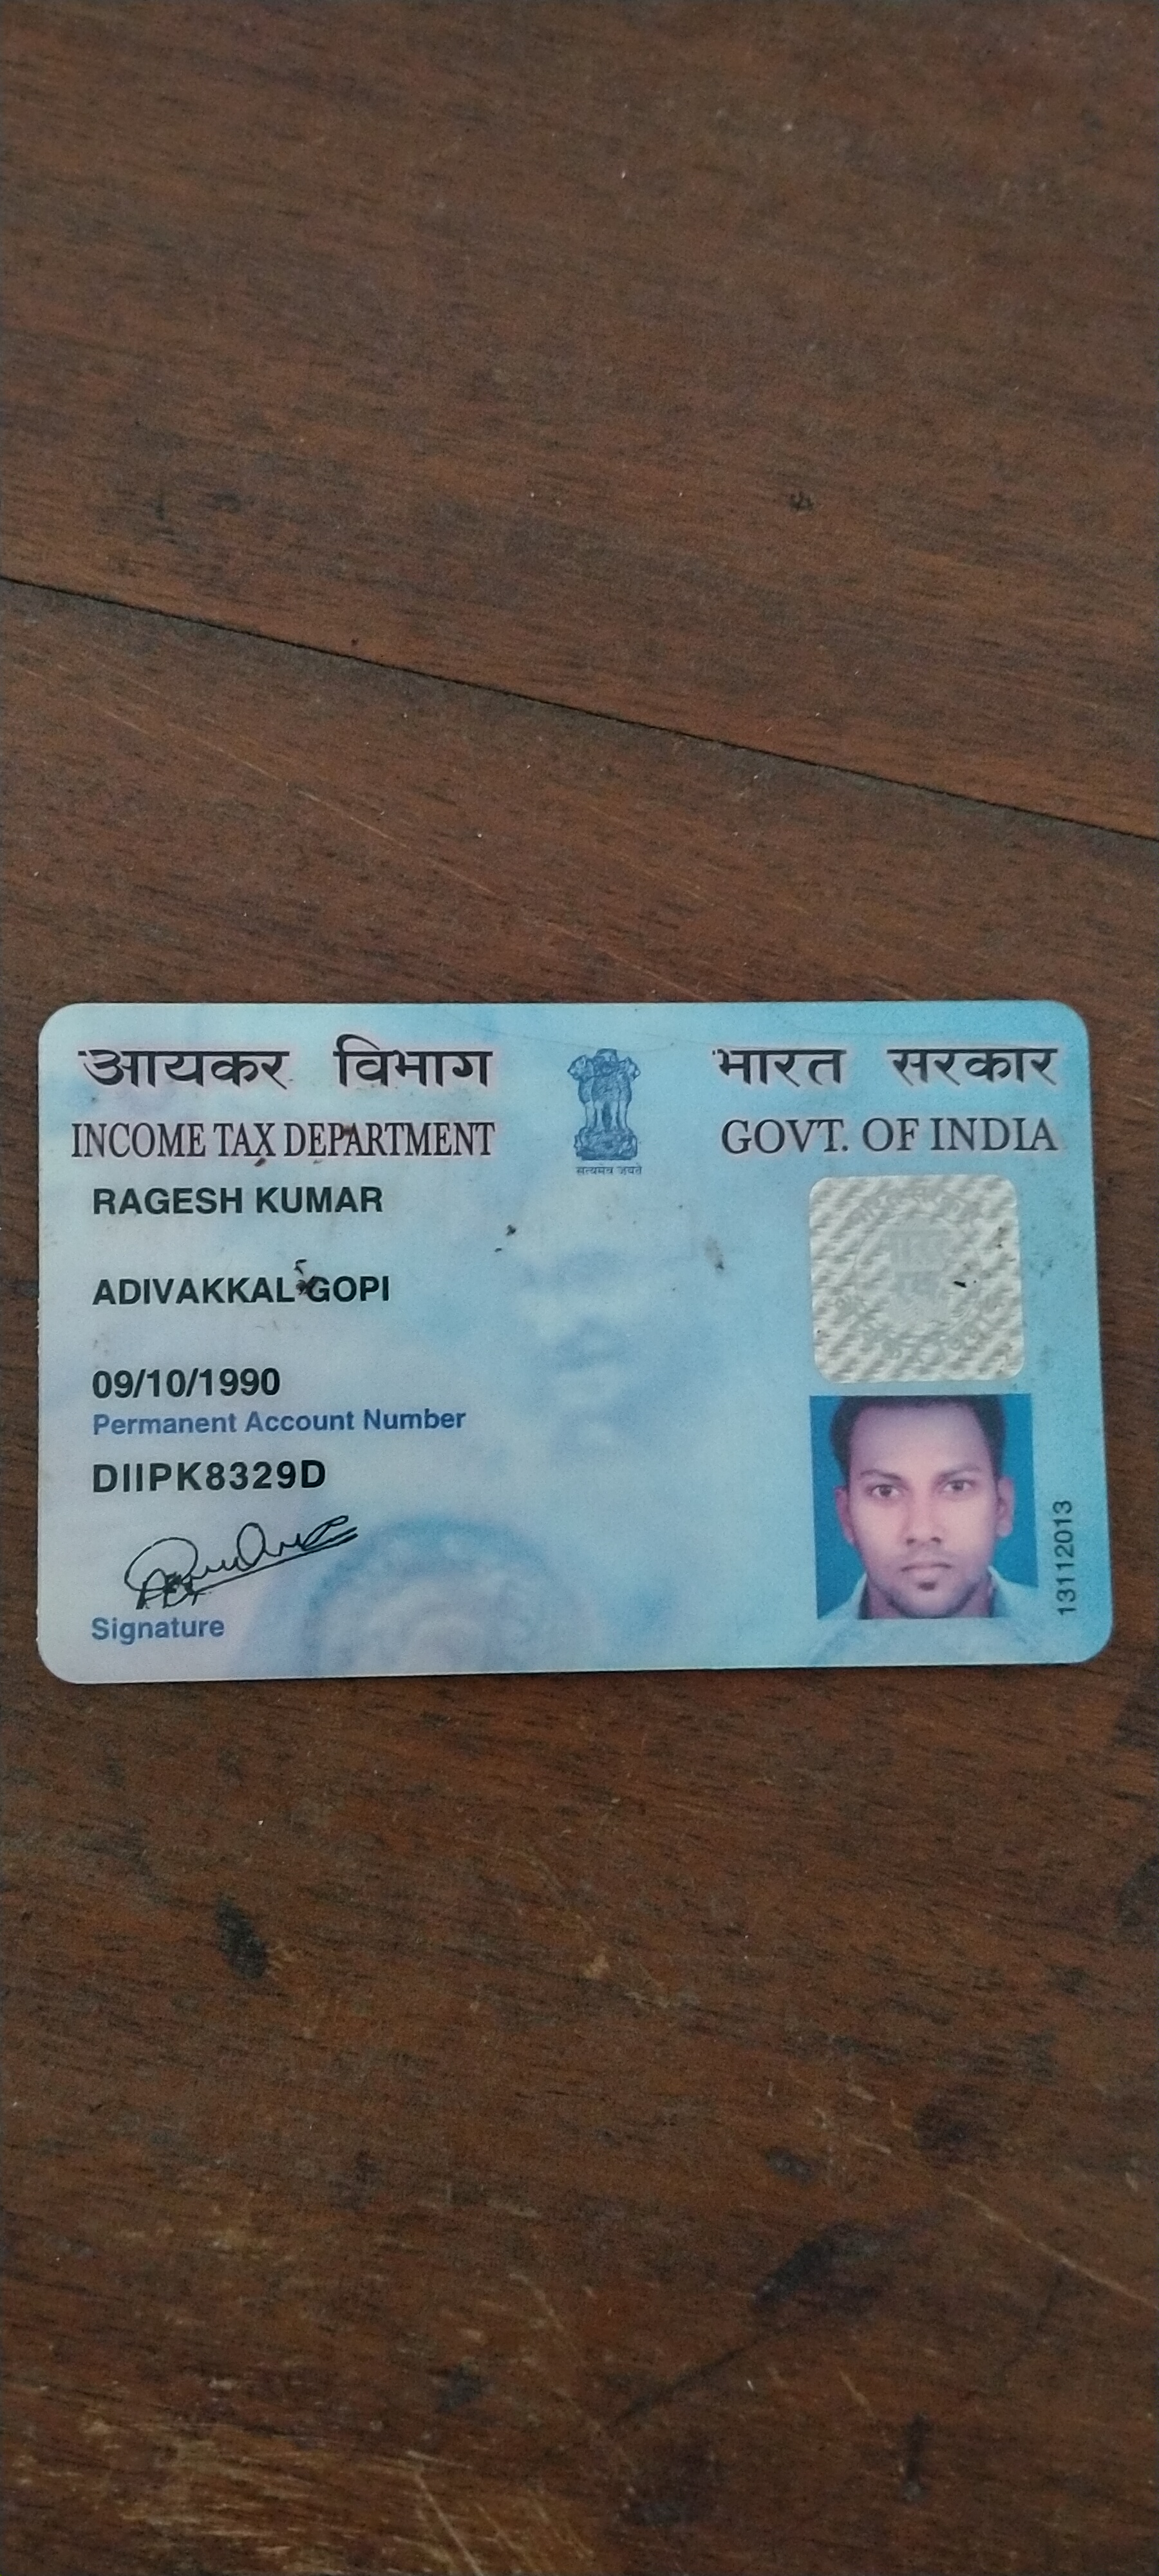 आयकर विभाग
INCOME TAX DEPARTMENT
भारत सरकार
GOVT. OF INDIA
सत्यमेव जयते
RAGESH KUMAR
ADIVAKKAL GOPI
09/10/1990
Permanent Account Number
DIIPK8329D
Signature
13112013